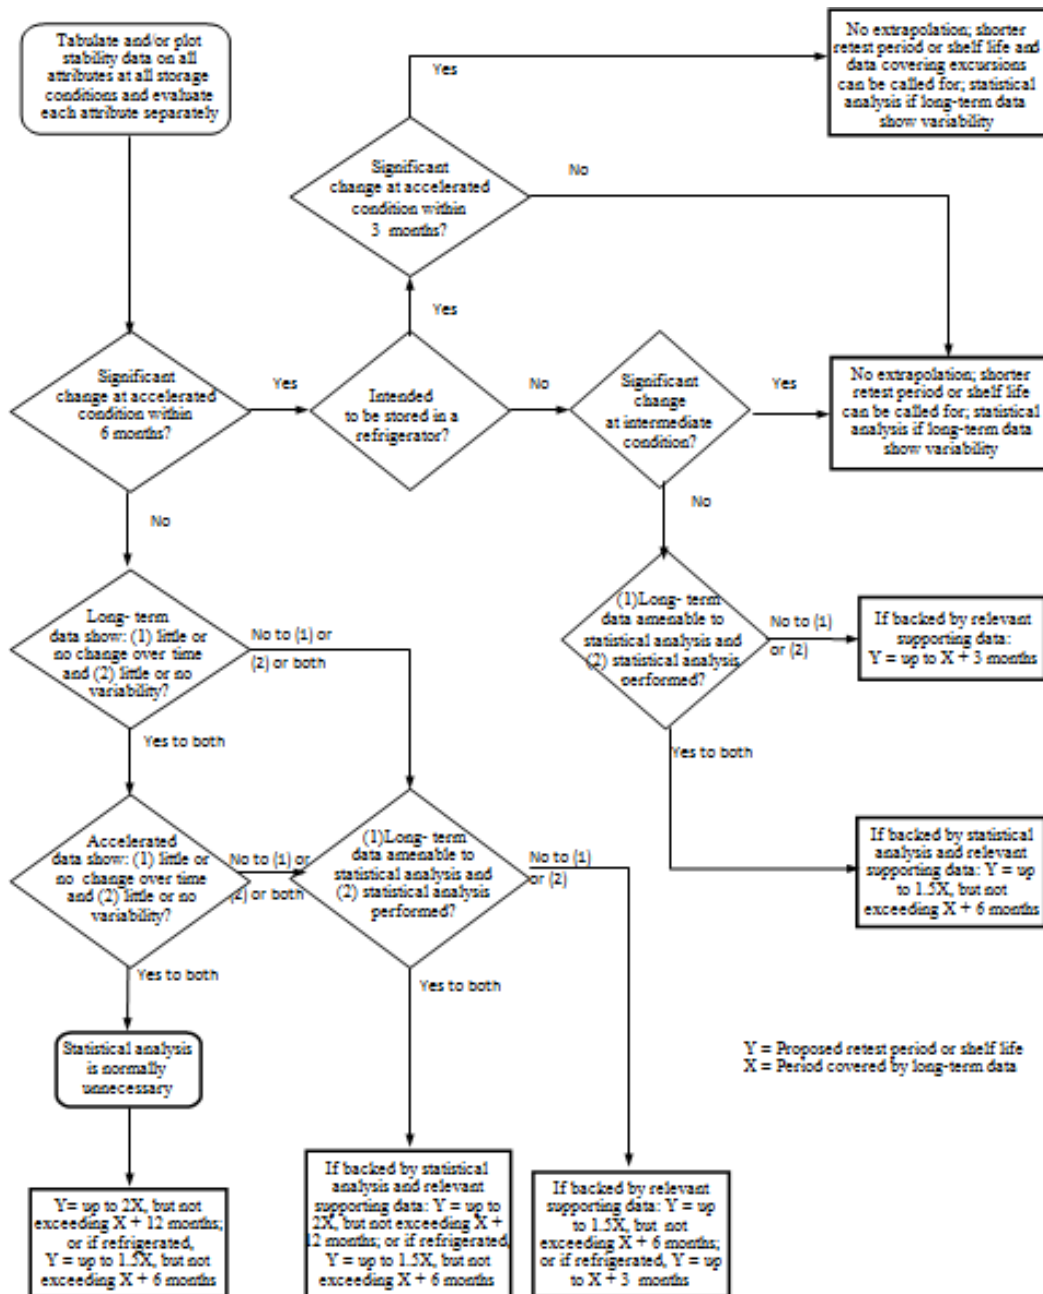 Tabulate and/or plot
stability data on all
attributes at all storage
conditions and evaluate
each attribute separately
No extrapolation; shorter
retest period or shelf life and
data covering excursions
can be called for; statistical
analysis if long-term data
show variability
Yes
Significant
change at accelerated
condition within
3 months?
No
Yes
Significant
change at accelerated
condition within
6 months?
Yes
Intended
to be stored in a
refrigerator?
No
Significant
change
at intermediate
condition?
Yes
No extrapolation; shorter
retest period or shelf life
can be called for; statistical
analysis if long-term data
show variability
No
No
Long- term
data show: (1) little or
no change over time
and (2) little or no
variability?
No to (1) or
(2) or both
(1)Long- term
data amenable to
statistical analysis and
(2) statistical analysis
performed?
No to (1)
or (2)
If backed by relevant
supporting data:
Y = up to X + 3 months
Yes to both
Yes to both
Accelerated
data show: (1) little or
no change over time
and (2) little or no
variability?
No to (1) or
(2) or both
(1)Long- term
data amenable to
statistical analysis and
(2) statistical analysis
performed?
No to (1)
or (2)
If backed by statistical
analysis and relevant
supporting data: Y = up
to 1.5X, but not
exceeding X + 6 months
Yes to both
Yes to both
Statistical analysis
is normally
unnecessary
Y = Proposed retest period or shelf life
X = Period covered by long-term data
Y= up to 2X, but not
exceeding X + 12 months;
or if refrigerated,
Y = up to 1.5X, but not
exceeding X + 6 months
If backed by statistical
analysis and relevant
supporting data: Y = up to
2X, but not exceeding X +
12 months; or if refrigerated,
Y = up to 1.5X, but not
exceeding X + 6 months
If backed by relevant
supporting data: Y = up
to 1.5X, but not
exceeding X + 6 months;
or if refrigerated, Y = up
to X + 3 months